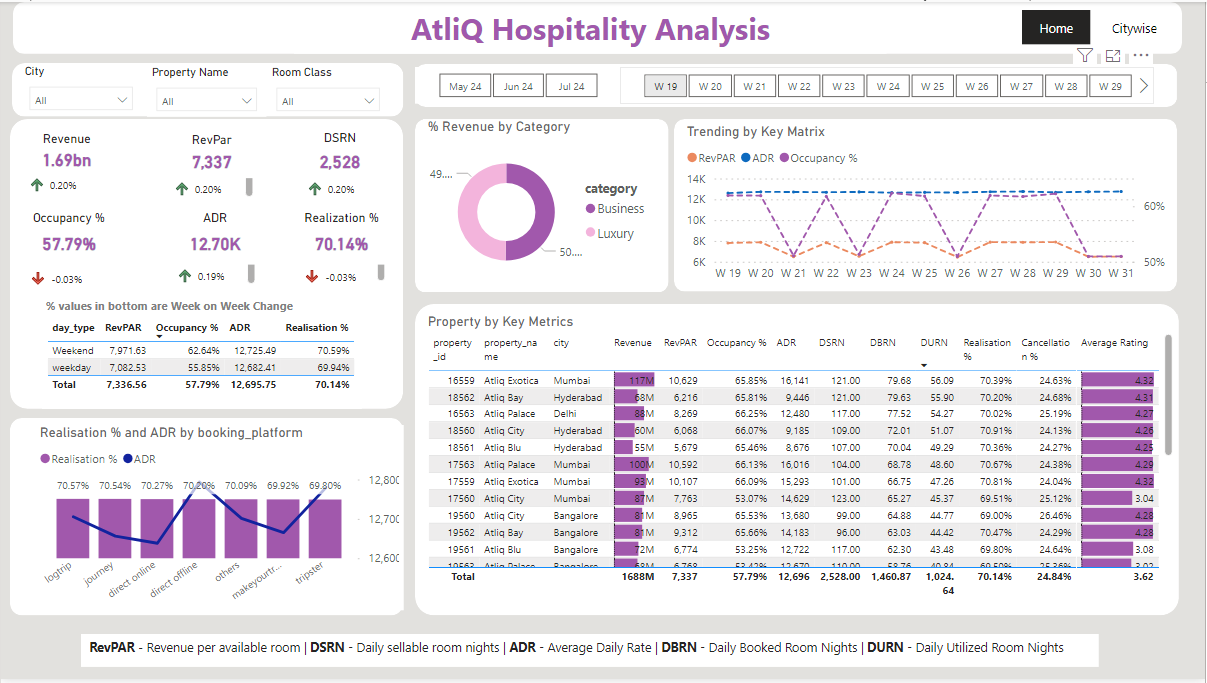 AtliQ Hospitality Analysis
Home
Citywise
City
Property Name
Room Class
All
All
All
May 24
Jun 24
Jul 24
W 19
W 20
W 21
W 22
W 23
W 24
W 25
W 26
W 27
W 28
W 29
Revenue
RevPar
DSRN
1.69bn
7,337
2,528
0.20%
0.20%
0.20%
Occupancy %
ADR
Realization %
57.79%
12.70K
70.14%
-0.03%
0.19%
-0.03%
% values in bottom are Week on Week Change
day_type RevPAR Occupancy % ADR Realisation %
Weekend 7,971.63 62.64% 12,725.49 70.59%
weekday 7,082.53 55.85% 12,682.41 69.94%
Total 7,336.56 57.79% 12,695.75 70.14%
Realisation % and ADR by booking_platform
Realisation % ADR
70.57% 70.54% 70.27% 70.20% 70.09% 69.92% 69.80%
12,800
12,700
12,600
logtrip
journey
direct online
direct offline
others
makeyourtr...
tripster
% Revenue by Category
49....
50....
category
Business
Luxury
Trending by Key Matrix
RevPAR ADR Occupancy %
14K
12K
10K
8K
6K
60%
50%
W 19 W 20 W 21 W 22 W 23 W 24 W 25 W 26 W 27 W 28 W 29 W 30 W 31
Property by Key Metrics
property
_id
property_na
me
city
Revenue
RevPAR
Occupancy %
ADR
DSRN
DBRN
DURN
Realisation
%
Cancellatio
n %
Average Rating
16559 Atliq Exotica Mumbai 117M 10,629 65.85% 16,141 121.00 79.68 56.09 70.39% 24.63% 4.32
18562 Atliq Bay Hyderabad 68M 6,216 65.81% 9,446 121.00 79.63 55.90 70.20% 24.68% 4.31
16563 Atliq Palace Delhi 88M 8,269 66.25% 12,480 117.00 77.52 54.27 70.02% 25.19% 4.27
18560 Atliq City Hyderabad 60M 6,068 66.07% 9,185 109.00 72.01 51.07 70.91% 24.13% 4.26
18561 Atliq Blu Hyderabad 55M 5,679 65.46% 8,676 107.00 70.04 49.29 70.36% 24.27% 4.25
17563 Atliq Palace Mumbai 100M 10,592 66.13% 16,016 104.00 68.78 48.60 70.67% 24.38% 4.29
17559 Atliq Exotica Mumbai 93M 10,107 66.09% 15,293 101.00 66.75 47.26 70.81% 24.04% 4.32
17560 Atliq City Mumbai 87M 7,763 53.07% 14,629 123.00 65.27 45.37 69.51% 25.12% 3.04
19560 Atliq City Bangalore 81M 8,965 65.53% 13,680 99.00 64.88 44.77 69.00% 26.46% 4.28
19562 Atliq Bay Bangalore 81M 9,312 65.66% 14,183 96.00 63.03 44.42 70.47% 24.29% 4.28
19561 Atliq Blu Bangalore 72M 6,774 53.25% 12,722 117.00 62.30 43.48 69.80% 24.64% 3.08
Total 1688M 7,337 57.79% 12,696 2,528.00 1,460.87 1,024.
64 70.14% 24.84% 3.62
RevPAR - Revenue per available room | DSRN - Daily sellable room nights | ADR - Average Daily Rate | DBRN - Daily Booked Room Nights | DURN - Daily Utilized Room Nights